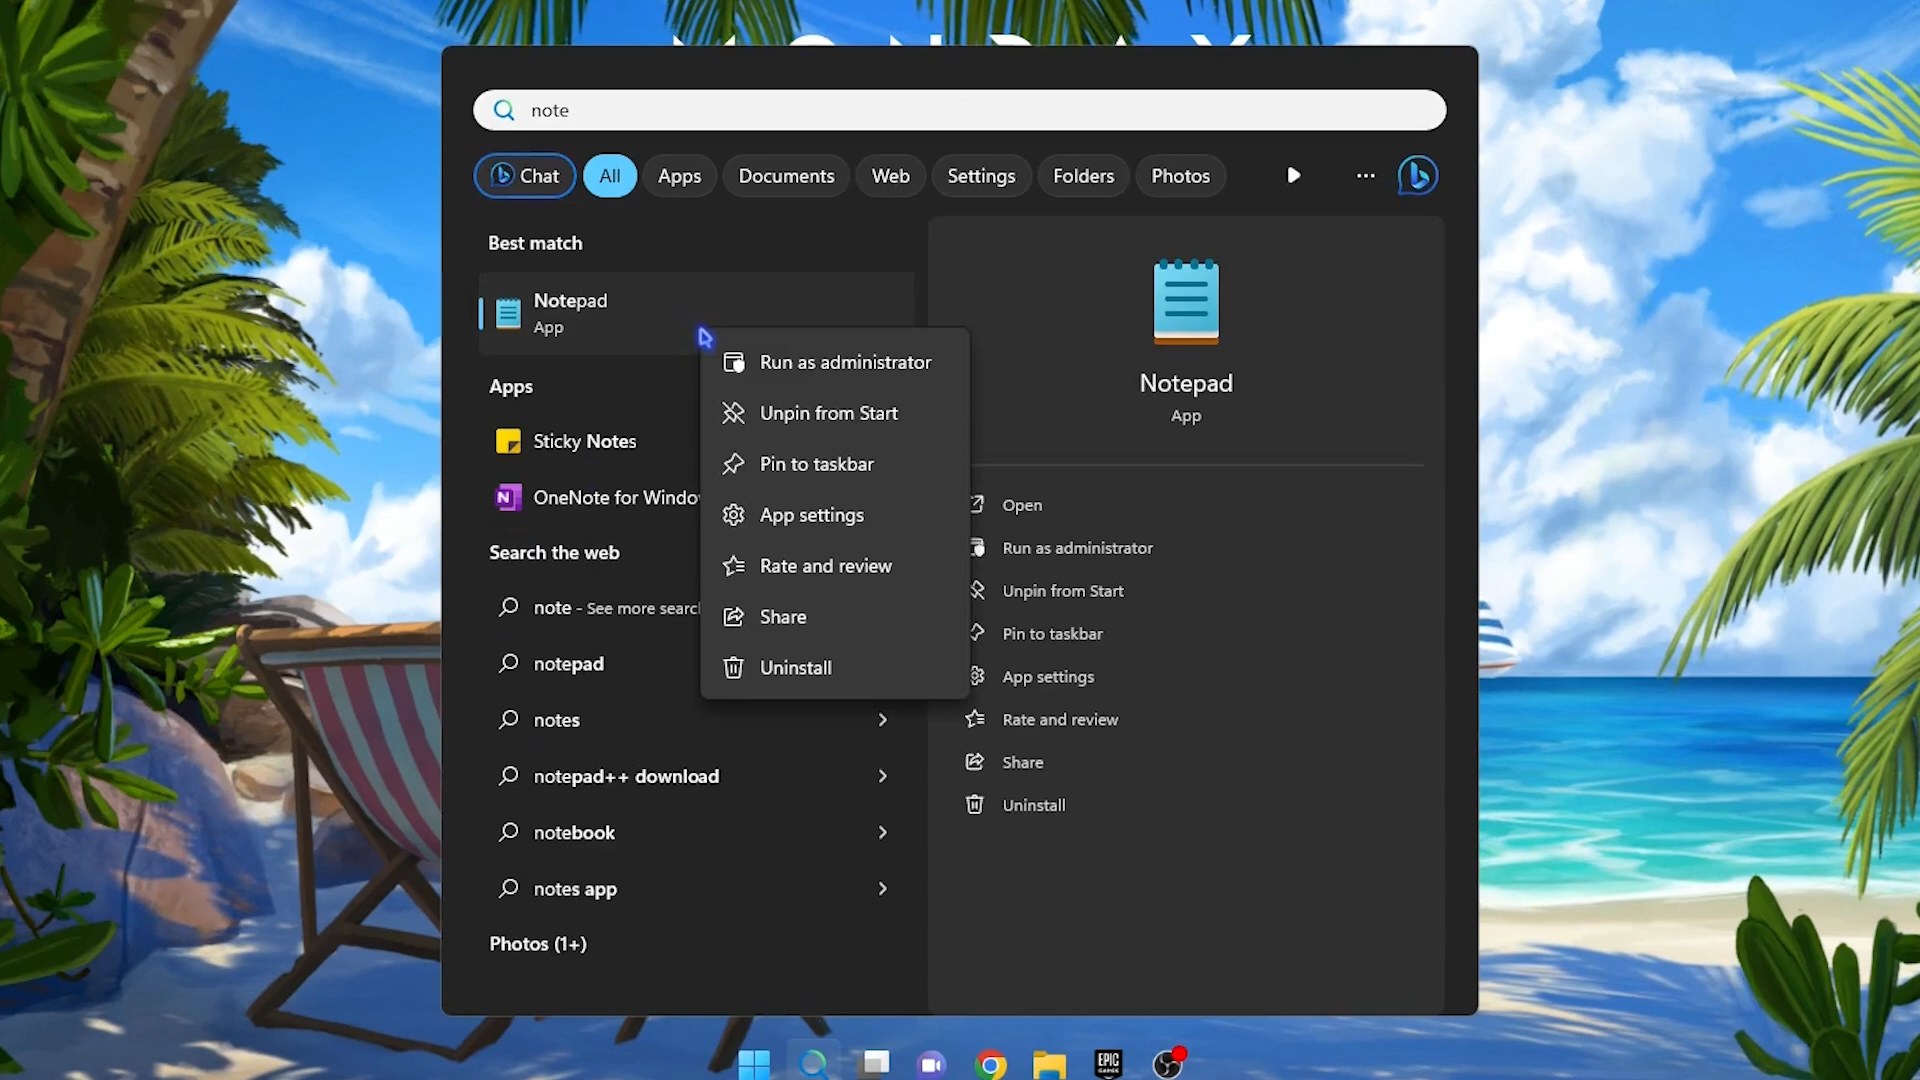 MONDAY
note
Chat All Apps Documents Web Settings Folders Photos
Best match
Notepad
App
Apps
Sticky Notes
OneNote for Windo
Search the web
note - See more searc
notepad
notes
notepad++ download
notebook
notes app
Photos (1+)
Run as administrator
Unpin from Start
Pin to taskbar
App settings
Rate and review
Share
Uninstall
Notepad
App
Open
Run as administrator
Unpin from Start
Pin to taskbar
App settings
Rate and review
Share
Uninstall
EPIC
GAMES